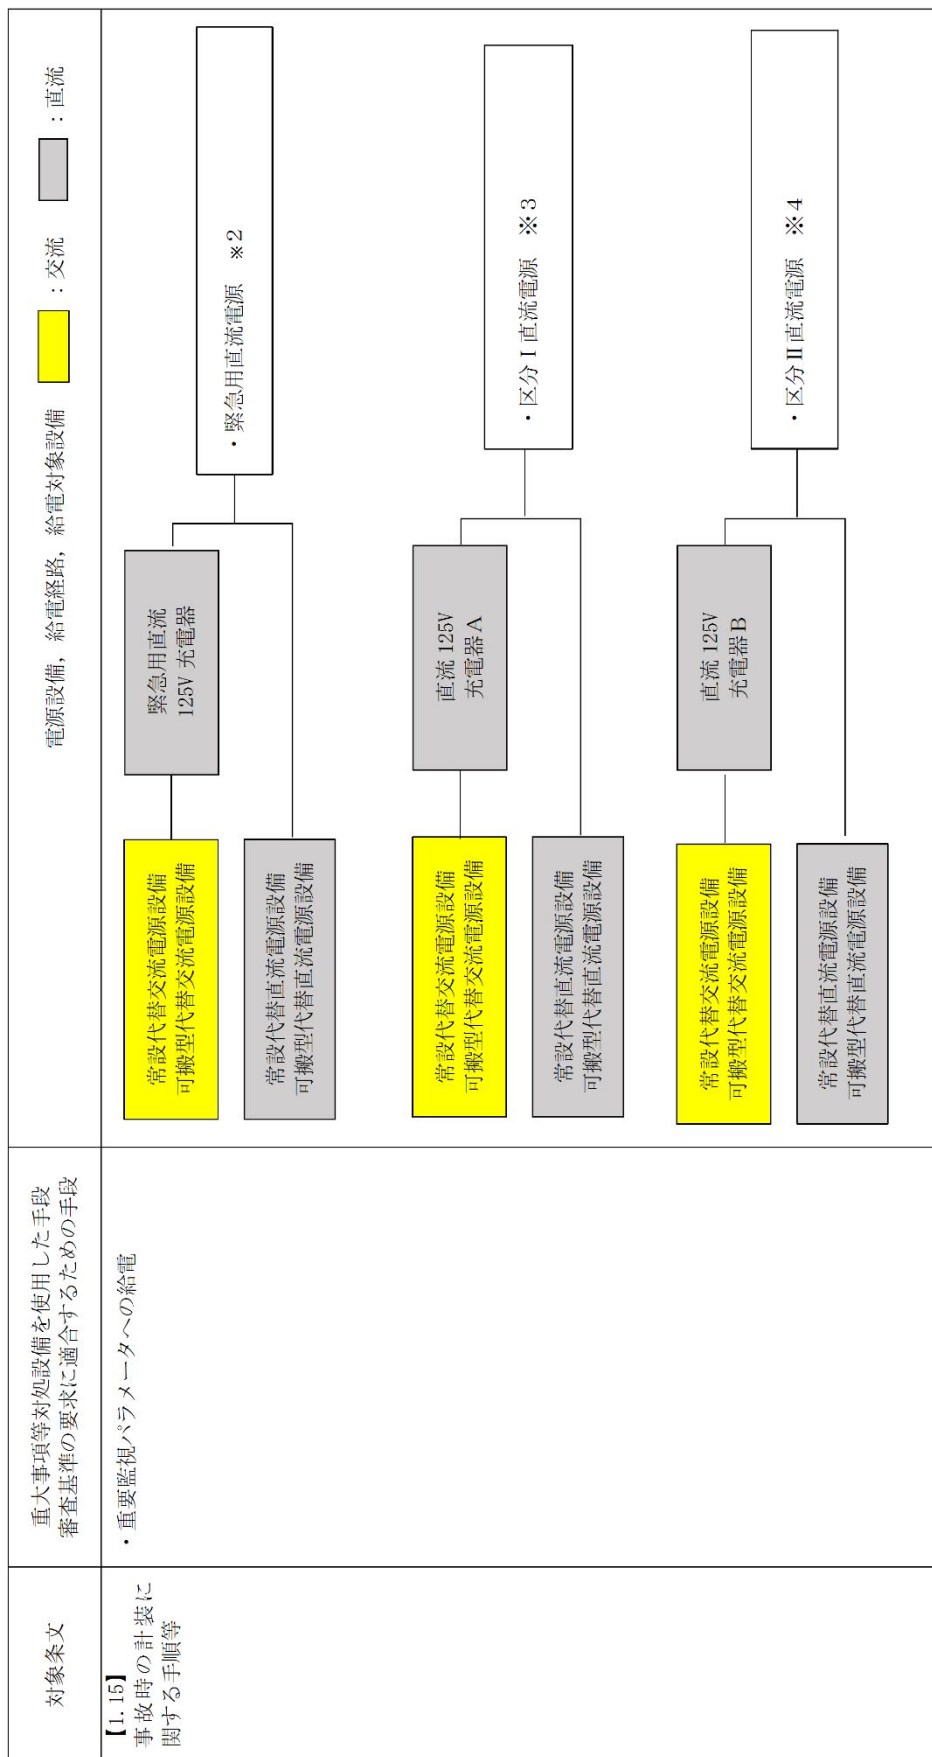 対象条文
重大事項等対処設備を使用した手段
審査基準の要求に適合するための手段
電源設備，給電経路，給電対象設備
：交流
：直流
【1.15】
事故時の計装に
関する手順等
・重要監視パラメータへの給電
常設代替交流電源設備
可搬型代替交流電源設備
緊急用直流
125V 充電器
・緊急用直流電源　※2
常設代替直流電源設備
可搬型代替直流電源設備
常設代替交流電源設備
可搬型代替交流電源設備
直流 125V
充電器A
・区分Ⅰ直流電源　※3
常設代替直流電源設備
可搬型代替直流電源設備
常設代替交流電源設備
可搬型代替交流電源設備
直流 125V
充電器B
・区分Ⅱ直流電源　※4
常設代替直流電源設備
可搬型代替直流電源設備